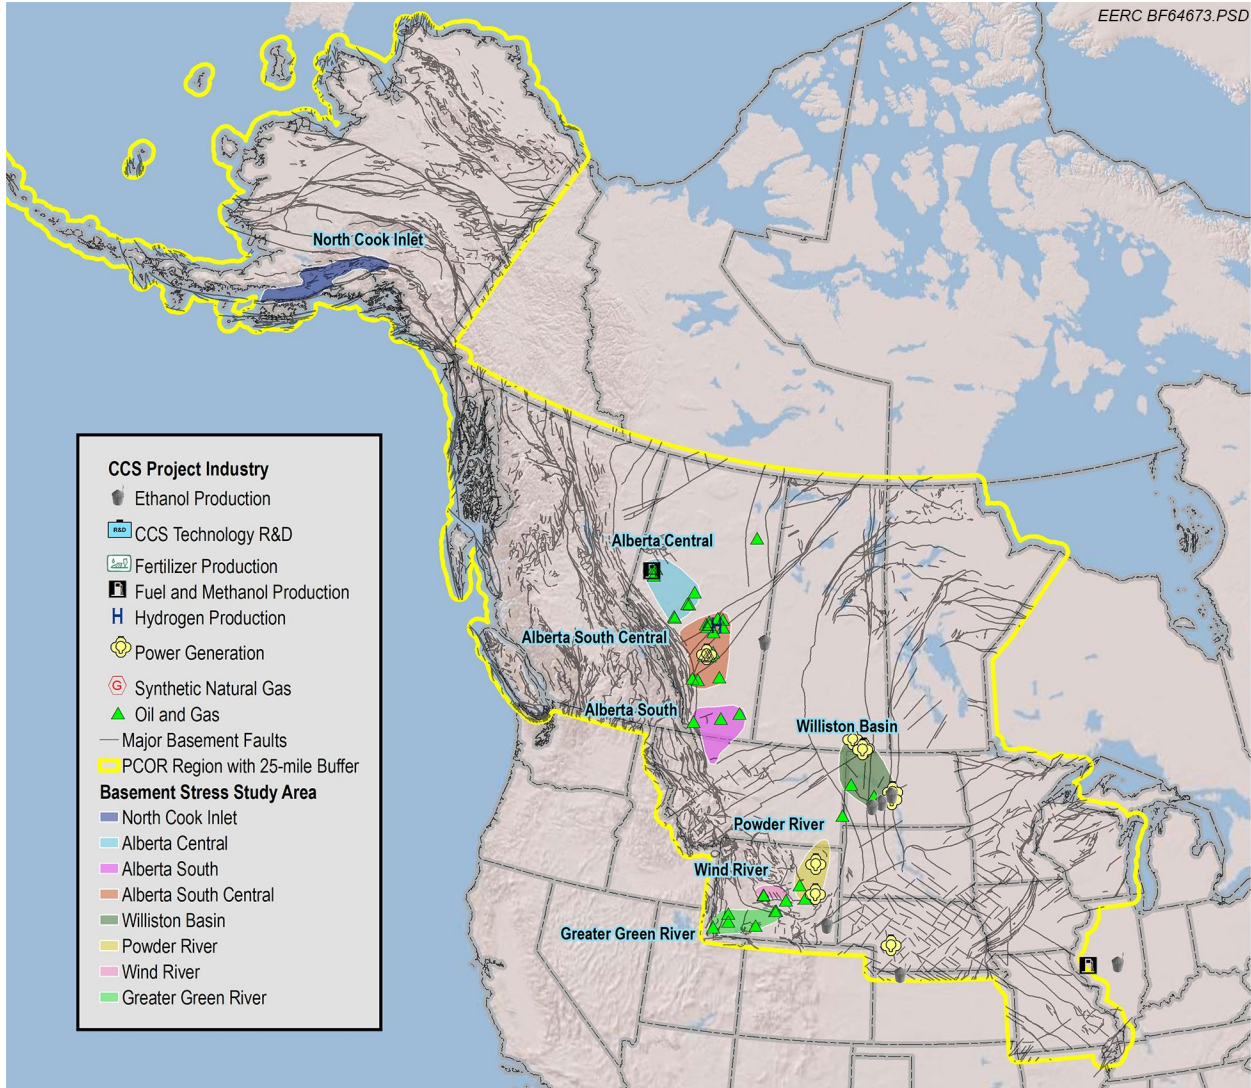 EERC BF64673.PSD
North Cook Inlet
Alberta Central
Alberta South Central
Alberta South
Williston Basin
Powder River
Wind River
Greater Green River
CCS Project Industry
Ethanol Production
R&D CCS Technology R&D
Fertilizer Production
Fuel and Methanol Production
H Hydrogen Production
Power Generation
G Synthetic Natural Gas
Oil and Gas
Major Basement Faults
PCOR Region with 25-mile Buffer
Basement Stress Study Area
North Cook Inlet
Alberta Central
Alberta South
Alberta South Central
Williston Basin
Powder River
Wind River
Greater Green River